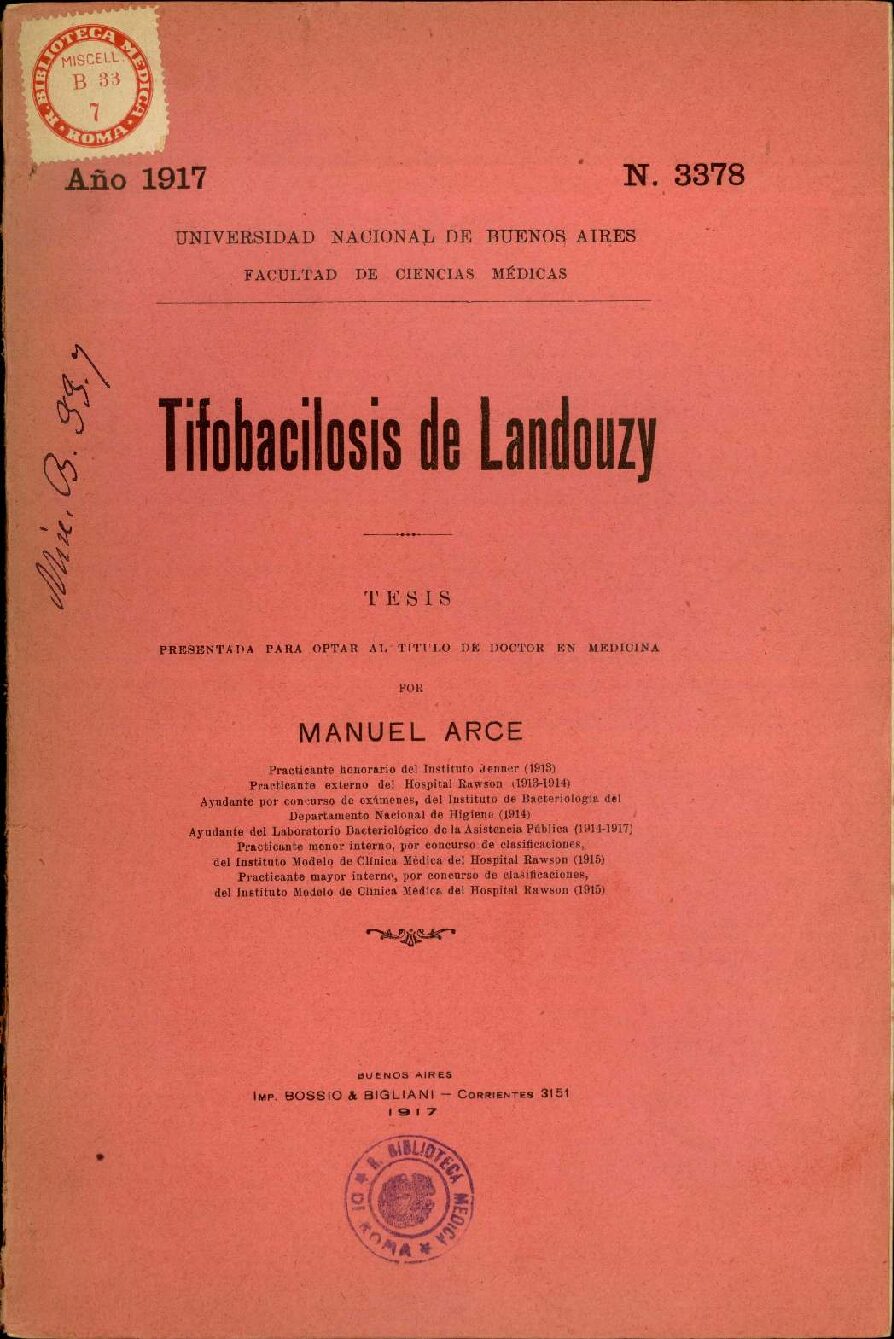 R. BIBLIOTECA MEDICA
ROMA
MISCELL.
B 33
7
Año 1917
N. 3378
UNIVERSIDAD NACIONAL DE BUENOS AIRES
FACULTAD DE CIENCIAS MÉDICAS
Tifobacilosis de Landouzy
TESIS
PRESENTADA PARA OPTAR AL TÍTULO DE DOCTOR EN MEDICINA
POR
MANUEL ARCE
Practicante honorario del Instituto Jenner (1913)
Practicante externo del Hospital Rawson (1913-1914)
Ayudante por concurso de exámenes, del Instituto de Bacteriología del
Departamento Nacional de Higiene (1914)
Ayudante del Laboratorio Bacteriológico de la Asistencia Pública (1914-1917)
Practicante menor interno, por concurso de clasificaciones,
del Instituto Modelo de Clínica Médica del Hospital Rawson (1915)
Practicante mayor interno, por concurso de clasificaciones,
del Instituto Modelo de Clínica Médica del Hospital Rawson (1915)
BUENOS AIRES
IMP. BOSSIO & BIGLIANI — CORRIENTES 3151
1917
R. BIBLIOTECA MEDICA
DI ROMA